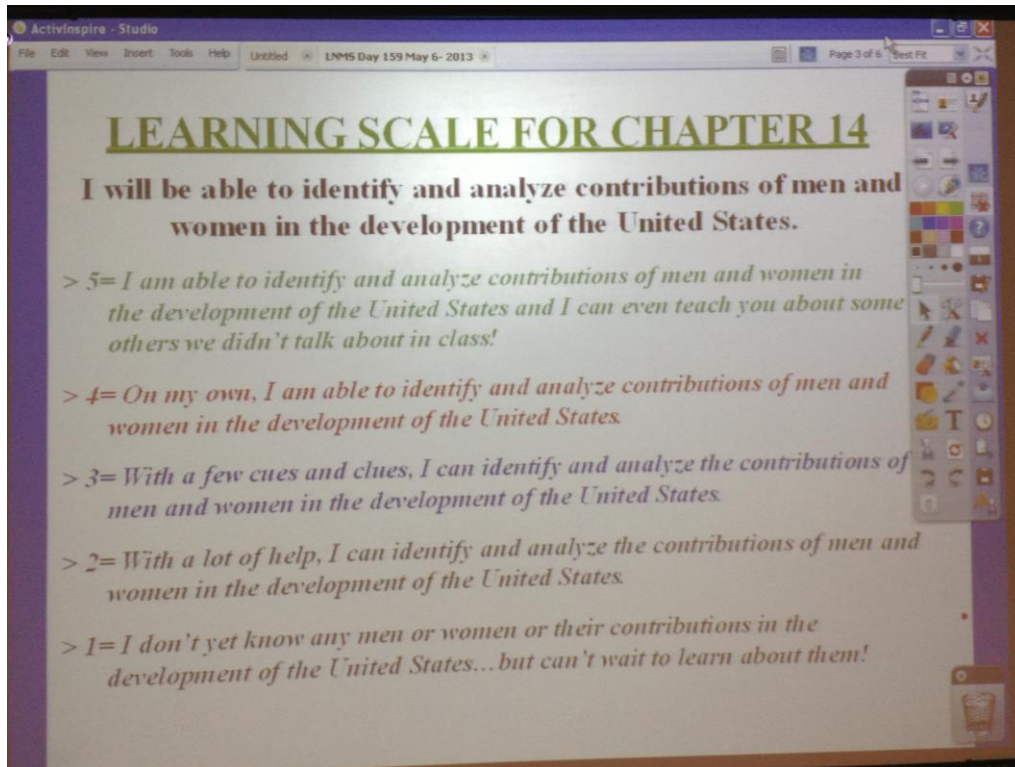 ActivInspire - Studio
File Edit View Insert Tools Help Untitled LNMS Day 159 May 6- 2013 Page 3 of 6 Best Fit
LEARNING SCALE FOR CHAPTER 14
I will be able to identify and analyze contributions of men and
women in the development of the United States.
> 5= I am able to identify and analyze contributions of men and women in
the development of the United States and I can even teach you about some
others we didn't talk about in class!
> 4= On my own, I am able to identify and analyze contributions of men and
women in the development of the United States.
> 3= With a few cues and clues, I can identify and analyze the contributions of
men and women in the development of the United States.
> 2= With a lot of help, I can identify and analyze the contributions of men and
women in the development of the United States.
> 1= I don't yet know any men or women or their contributions in the
development of the United States...but can't wait to learn about them!